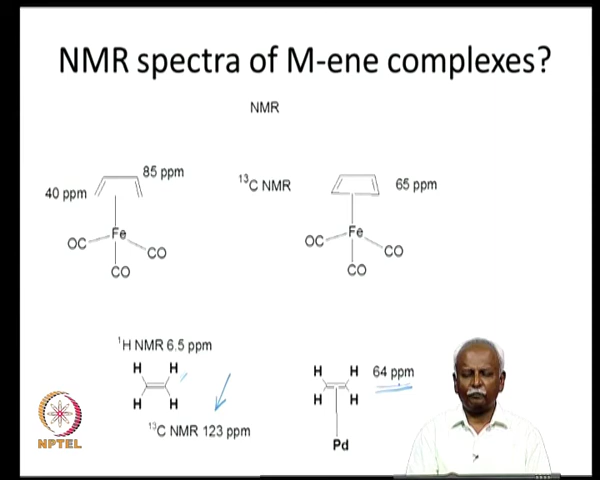 NMR spectra of M-ene complexes?
NMR
85 ppm
40 ppm
¹³C NMR
65 ppm
Fe
OC
CO
CO
Fe
OC
CO
CO
¹H NMR 6.5 ppm
H H
H H
¹³C NMR 123 ppm
H H 64 ppm
H H
Pd
NPTEL